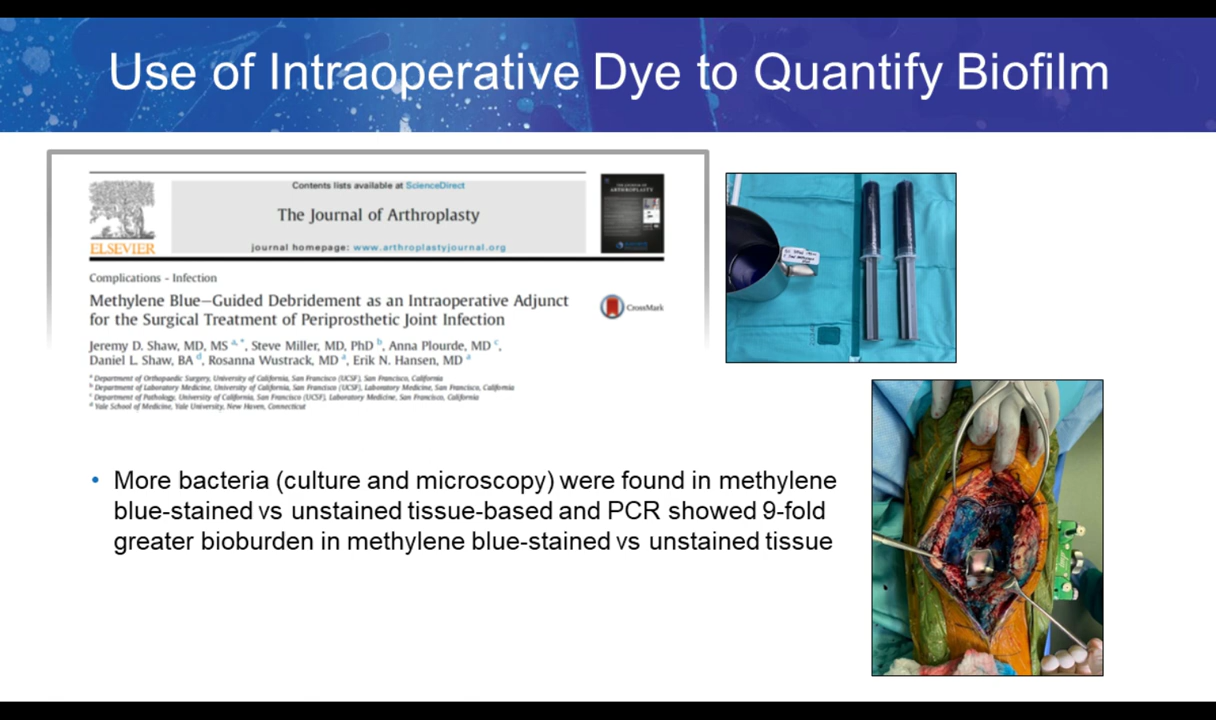 Use of Intraoperative Dye to Quantify Biofilm
Contents lists available at ScienceDirect
The Journal of Arthroplasty
journal homepage: www.arthroplastyjournal.org
ELSEVIER
Complications - Infection
Methylene Blue–Guided Debridement as an Intraoperative Adjunct
for the Surgical Treatment of Periprosthetic Joint Infection
CrossMark
Jeremy D. Shaw, MD, MS a, *, Steve Miller, MD, PhD b, Anna Plourde, MD c,
Daniel L. Shaw, BA d, Rosanna Wustrack, MD a, Erik N. Hansen, MD a
a Department of Orthopaedic Surgery, University of California, San Francisco (UCSF), San Francisco, California
b Department of Laboratory Medicine, University of California, San Francisco (UCSF), Laboratory Medicine, San Francisco, California
c Department of Pathology, University of California, San Francisco (UCSF), Laboratory Medicine, San Francisco, California
d Yale School of Medicine, Yale University, New Haven, Connecticut
• More bacteria (culture and microscopy) were found in methylene
blue-stained vs unstained tissue-based and PCR showed 9-fold
greater bioburden in methylene blue-stained vs unstained tissue